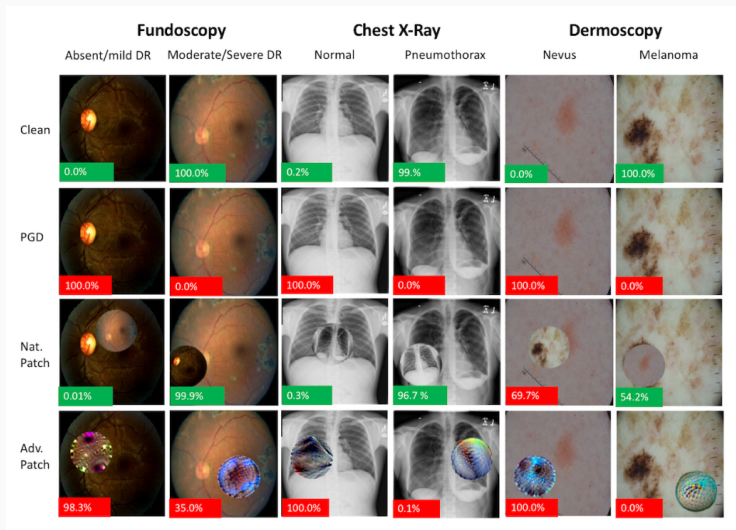 Fundoscopy Chest X-Ray Dermoscopy
Absent/mild DR Moderate/Severe DR Normal Pneumothorax Nevus Melanoma
Clean 0.0% 100.0% 0.2% 99.% 0.0% 100.0%
PGD 100.0% 0.0% 100.0% 0.0% 100.0% 0.0%
Nat. Patch 0.01% 99.9% 0.3% 96.7 % 69.7% 54.2%
Adv. Patch 98.3% 35.0% 100.0% 0.1% 100.0% 0.0%